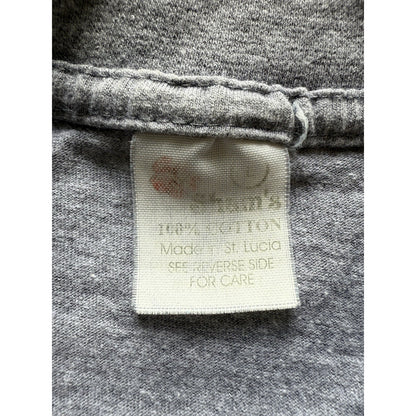 L
Sham's
100% COTTON
Made in St. Lucia
SEE REVERSE SIDE
FOR CARE